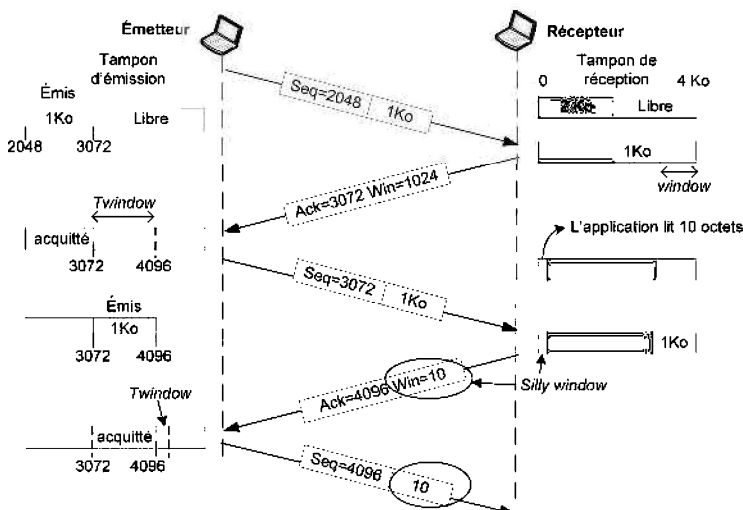 Émetteur
Récepteur
Tampon d'émission
Tampon de réception
0
4 Ko
Émis
1Ko
Libre
2048
3072
Seq=2048
1Ko
Libre
1Ko
window
Ack=3072 Win=1024
Twindow
acquitté
3072
4096
L'application lit 10 octets
Seq=3072
1Ko
Émis
1Ko
3072
4096
1Ko
Ack=4096 Win=10
Silly window
Twindow
acquitté
3072
4096
Seq=4096
10